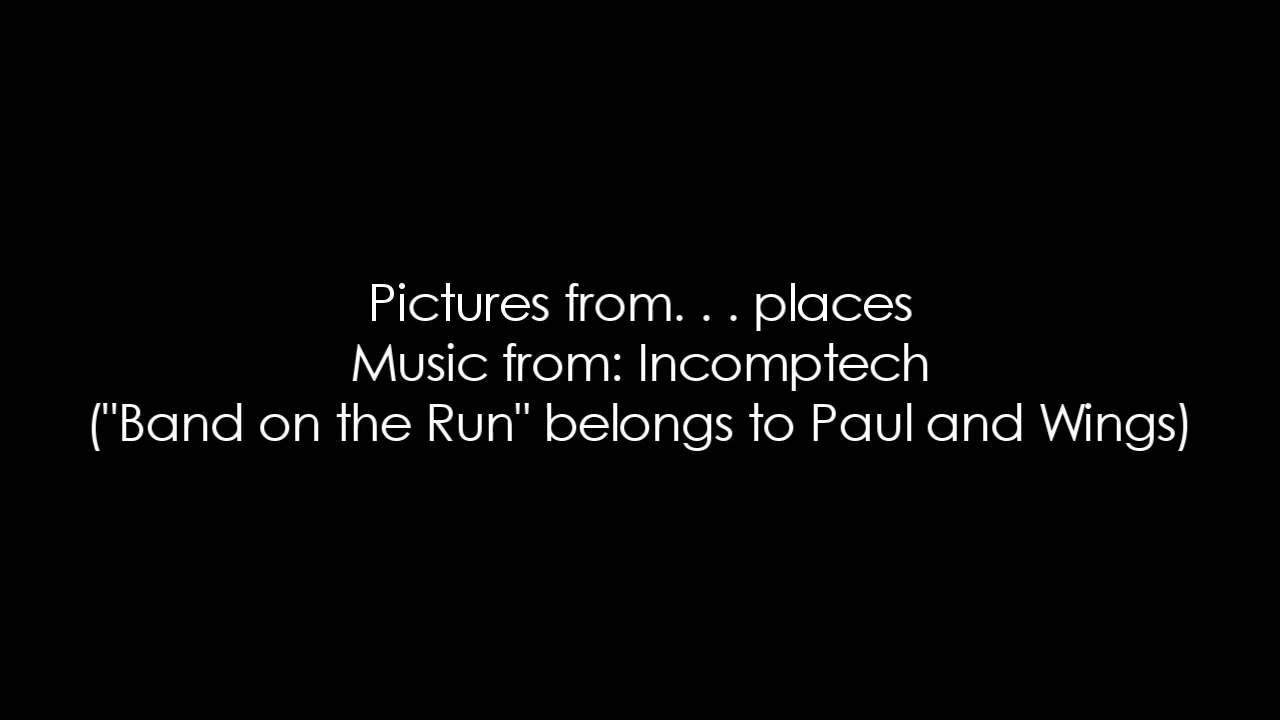 Pictures from. . . places
Music from: Incomptech
("Band on the Run" belongs to Paul and Wings)